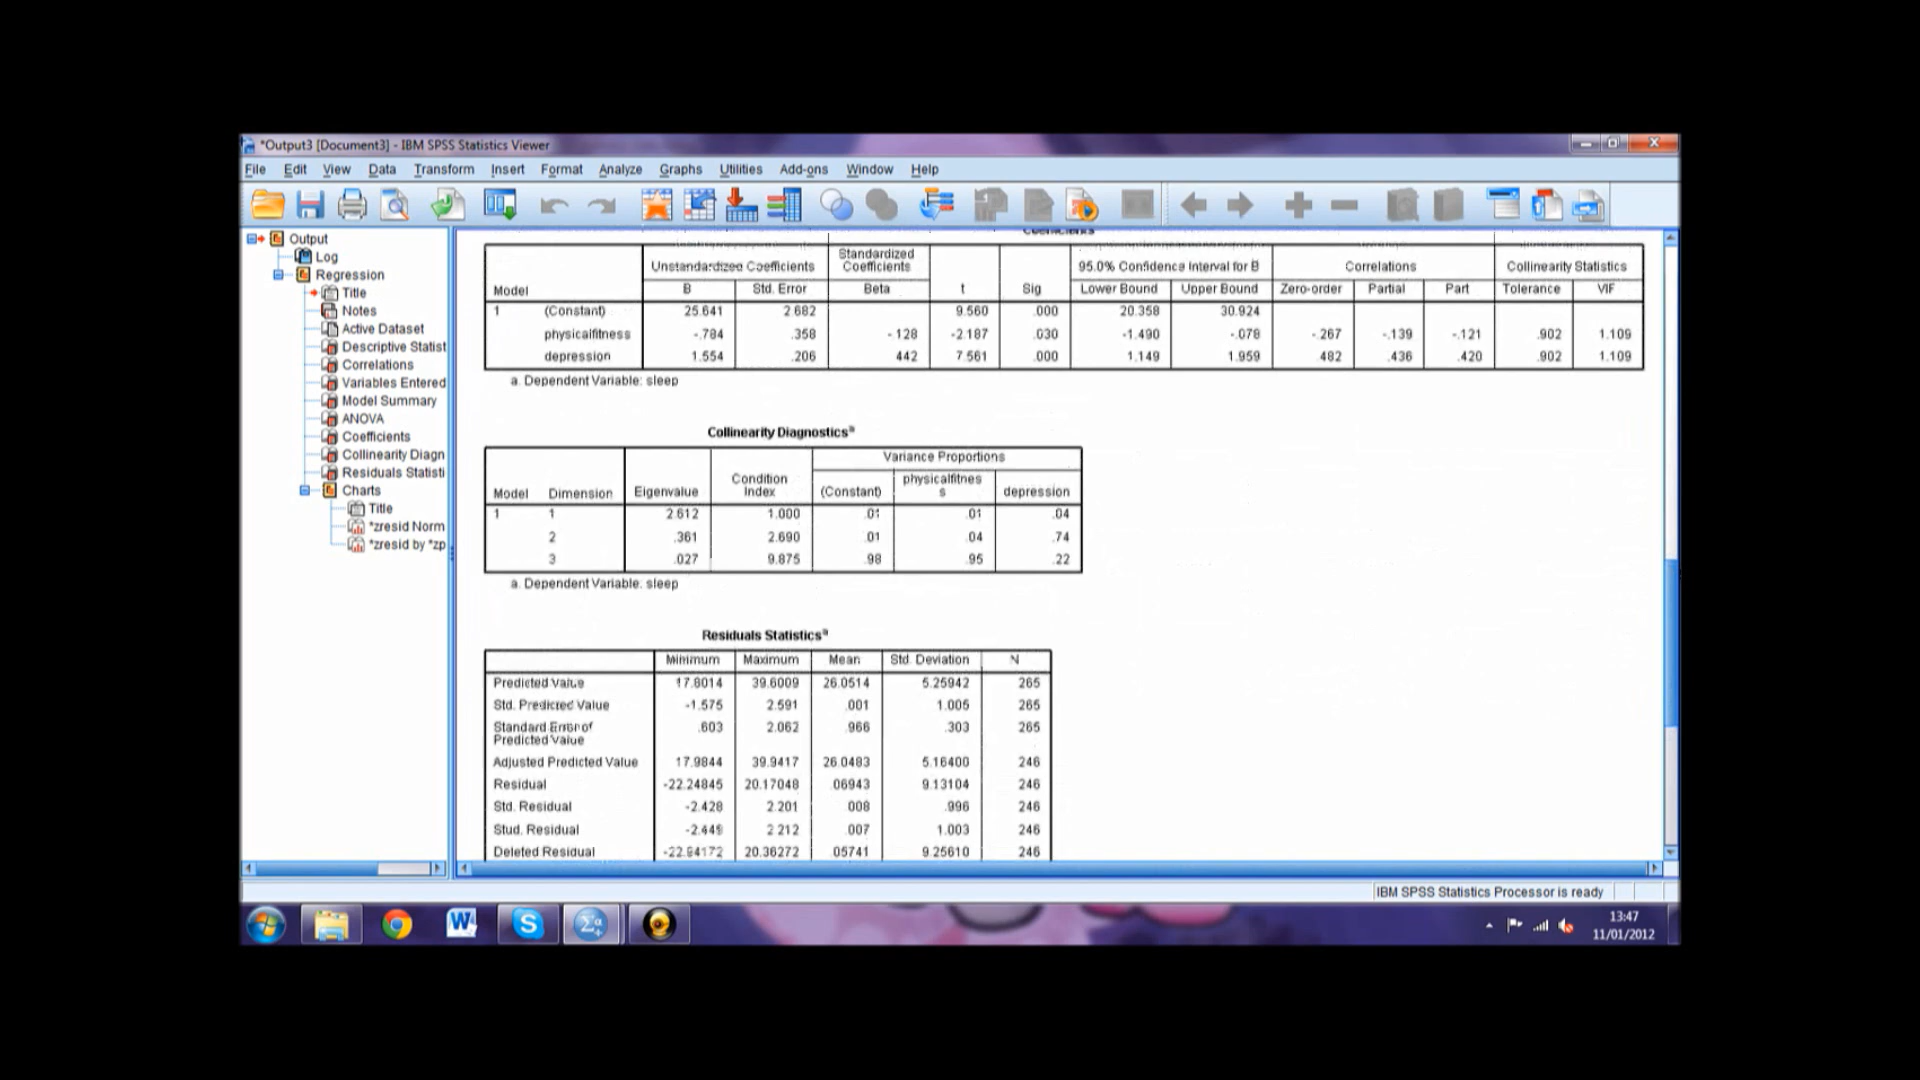 *Output3 [Document3] - IBM SPSS Statistics Viewer
File Edit View Data Transform Insert Format Analyze Graphs Utilities Add-ons Window Help
Output
Log
Regression
Title
Notes
Active Dataset
Descriptive Statist
Correlations
Variables Entered
Model Summary
ANOVA
Coefficients
Collinearity Diagn
Residuals Statisti
Charts
Title
*zresid Norm
*zresid by *zp
Coefficients
Unstandardized Coefficients Standardized Coefficients 95.0% Confidence Interval for B Correlations Collinearity Statistics
Model B Std. Error Beta t Sig Lower Bound Upper Bound Zero-order Partial Part Tolerance VIF
1 (Constant) 25.641 2.682 9.560 .000 20.358 30.924
physicalfitness -.784 .358 -.128 -2.187 .030 -1.490 -.078 -.267 -.139 -.121 .902 1.109
depression 1.554 .206 .442 7.561 .000 1.149 1.959 .482 .436 .420 .902 1.109
a. Dependent Variable: sleep
Collinearity Diagnosticsa
Variance Proportions
Model Dimension Eigenvalue Condition Index (Constant) physicalfitness depression
1 1 2.612 1.000 .01 .01 .04
2 .361 2.690 .01 .04 .74
3 .027 9.875 .98 .95 .22
a. Dependent Variable: sleep
Residuals Statisticsa
Minimum Maximum Mean Std. Deviation N
Predicted Value 17.8014 39.6009 26.0514 5.25942 265
Std. Predicted Value -1.575 2.591 .001 1.005 265
Standard Error of Predicted Value .603 2.062 .966 .303 265
Adjusted Predicted Value 17.9844 39.9417 26.0483 5.16400 246
Residual -22.24845 20.17048 .06943 9.13104 246
Std. Residual -2.428 2.201 .008 .996 246
Stud. Residual -2.449 2.212 .007 1.003 246
Deleted Residual 20.36272 .05741 9.25610 246
IBM SPSS Statistics Processor is ready
13:47
11/01/2012